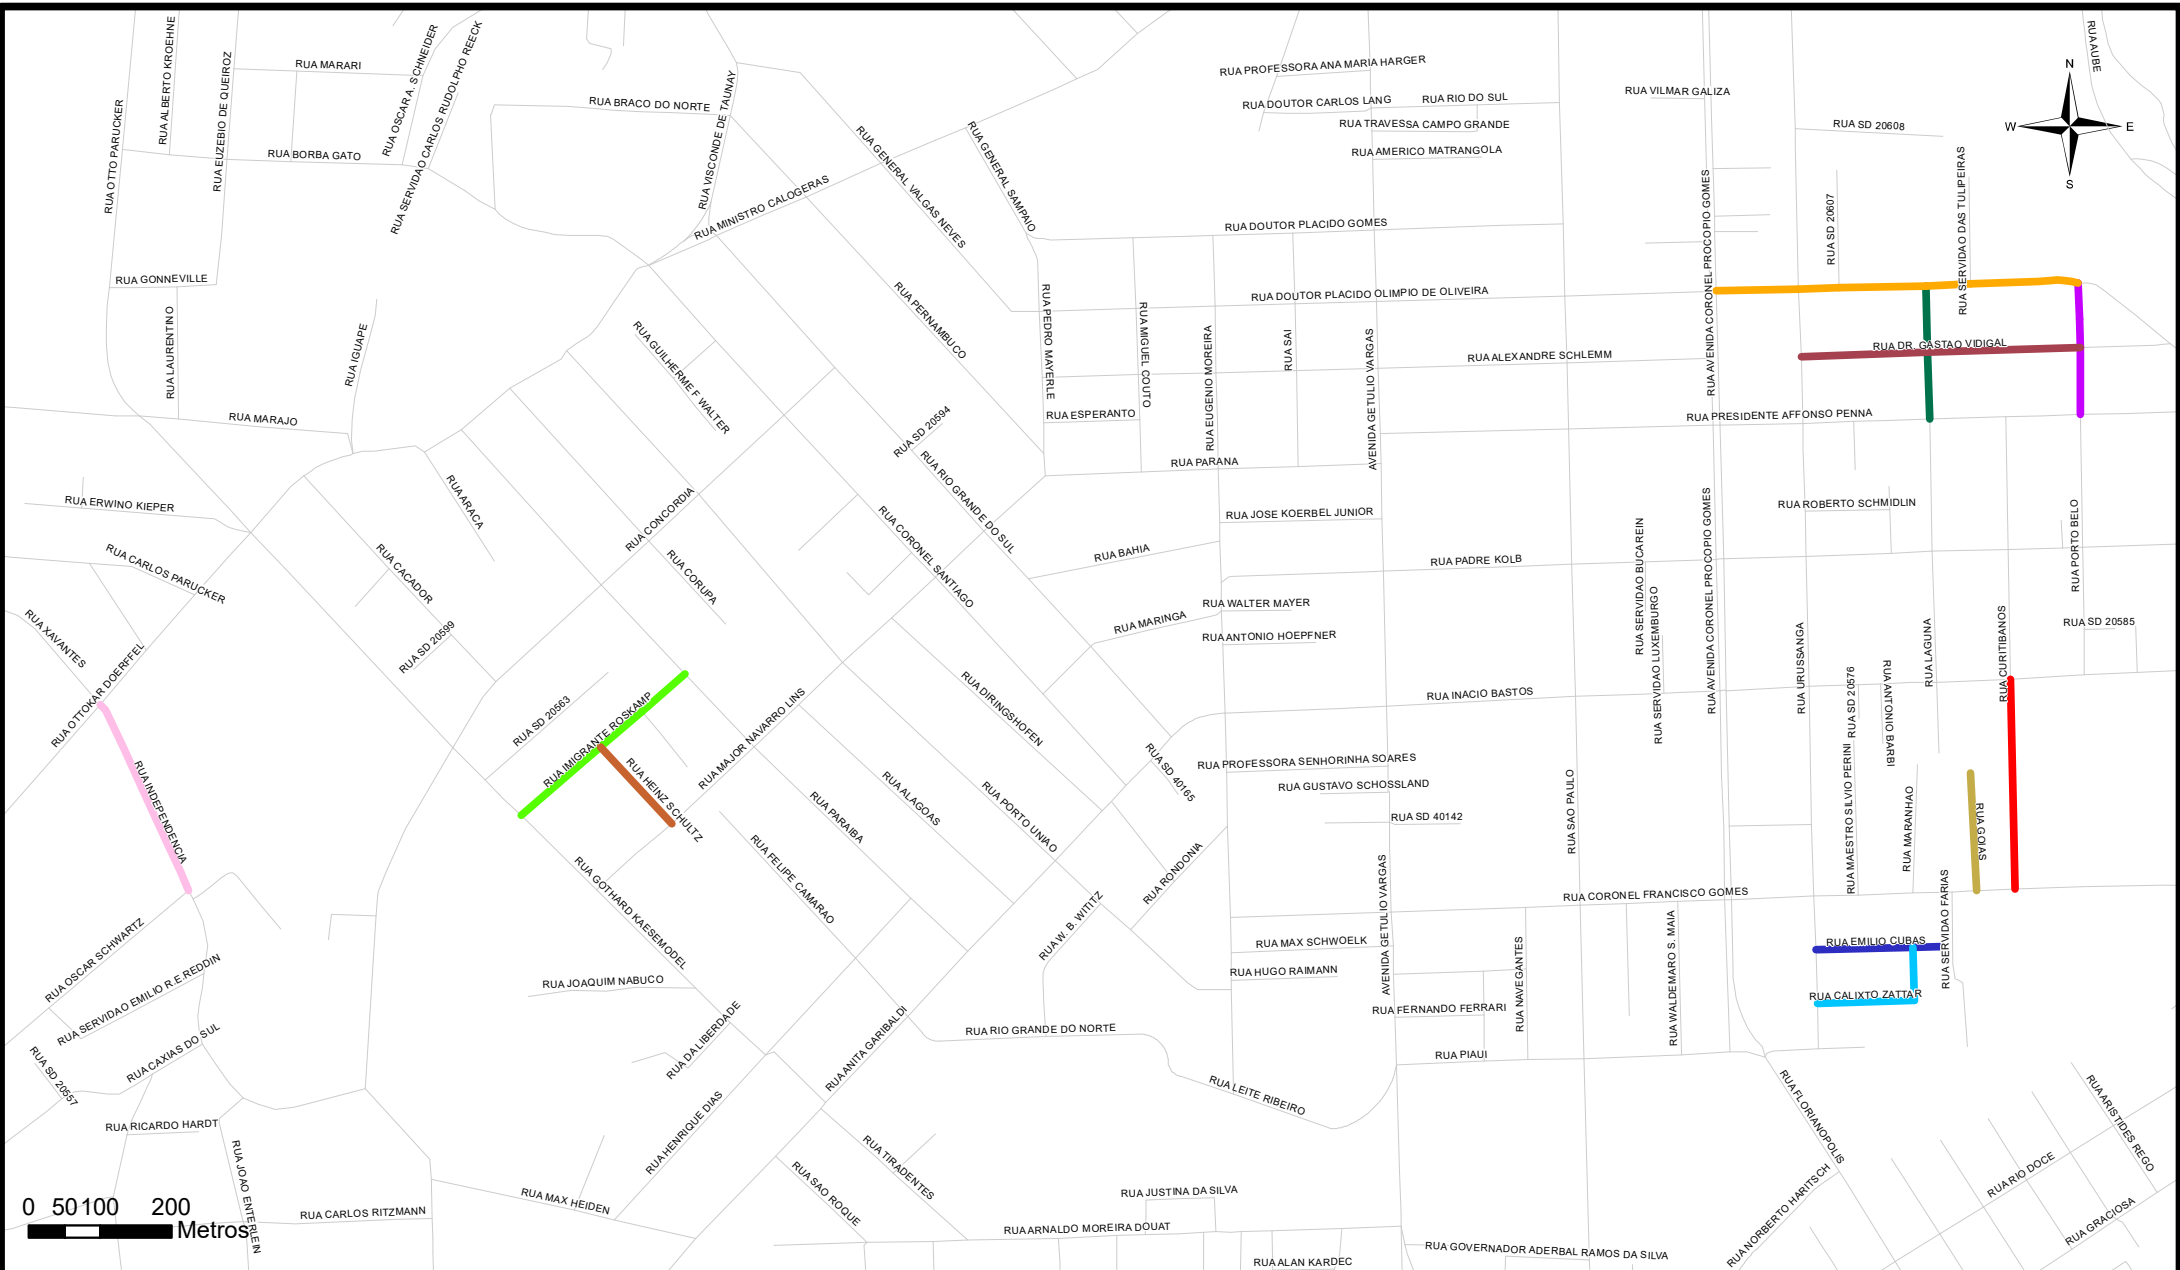 RUA OTTO PARUCKER
RUA ALBERTO KROEHNE
RUA EUZEBIO DE QUEIROZ
RUA MARARI
RUA OSCAR A. SCHNEIDER
RUA SERVIDAO CARLOS RUDOLPHO REECK
RUA BORBA GATO
RUA BRACO DO NORTE
RUA VISCONDE DE TAUNAY
RUA MINISTRO CALOGERAS
RUA GENERAL VALGAS NEVES
RUA GENERAL SAMPAIO
RUA PROFESSORA ANA MARIA HARGER
RUA DOUTOR CARLOS LANG
RUA RIO DO SUL
RUA TRAVESSA CAMPO GRANDE
RUA AMERICO MATRANGOLA
RUA VILMAR GALIZA
RUA SD 20608
RUA AUBE
N
W
E
S
RUA SD 20607
RUA SERVIDAO DAS TULIPEIRAS
RUA AVENIDA CORONEL PROCOPIO GOMES
RUA DOUTOR PLACIDO GOMES
RUA DOUTOR PLACIDO OLIMPIO DE OLIVEIRA
RUA GONNEVILLE
RUA LAURENTINO
RUA IGUAPE
RUA MARAJO
RUA GUILHERME F WALTER
RUA PERNAMBUCO
RUA PEDRO MAYERLE
RUA MIGUEL COUTO
RUA EUGENIO MOREIRA
RUA SAI
AVENIDA GETULIO VARGAS
RUA ALEXANDRE SCHLEMM
RUA DR. GASTAO VIDIGAL
RUA PRESIDENTE AFFONSO PENNA
RUA ESPERANTO
RUA PARANA
RUA SD 20594
RUA RIO GRANDE DO SUL
RUA ERWINO KIEPER
RUA ARACA
RUA CONCORDIA
RUA CARLOS PARUCKER
RUA CACADOR
RUA CORUPA
RUA CORONEL SANTIAGO
RUA JOSE KOERBEL JUNIOR
RUA BAHIA
RUA PADRE KOLB
RUA ROBERTO SCHMIDLIN
RUA PORTO BELO
RUA SERVIDAO BUCAREIN
RUA SERVIDAO LUXEMBURGO
RUA AVENIDA CORONEL PROCOPIO GOMES
RUA WALTER MAYER
RUA MARINGA
RUA ANTONIO HOEPFNER
RUA SD 20585
RUA URUSSANGA
RUA LAGUNA
RUA CURITIBANOS
RUA XAVANTES
RUA SD 20599
RUA OTTOKAR DOERFFEL
RUA SD 20563
RUA IMIGRANTE ROSKAMP
RUA HEINZ SCHULTZ
RUA MAJOR NAVARRO LINS
RUA DIRINGSHOFEN
RUA INACIO BASTOS
RUA SD 20576
RUA ANTONIO BARBI
RUA MAESTRO SILVIO PERINI
RUA MARANHAO
RUA GOIAS
RUA INDEPENDENCIA
RUA SD 40165
RUA PROFESSORA SENHORINHA SOARES
RUA GUSTAVO SCHOSSLAND
RUA SD 40142
RUA SAO PAULO
RUA ALAGOAS
RUA PARAIBA
RUA PORTO UNIAO
RUA FELIPE CAMARAO
RUA GOTHARD KAESEMODEL
RUA RONDONIA
RUA W. B. WITITZ
AVENIDA GETULIO VARGAS
RUA CORONEL FRANCISCO GOMES
RUA SERVIDAO FARIAS
RUA MAX SCHWOELK
RUA HUGO RAIMANN
RUA NAVEGANTES
RUA WALDEMARO S. MAIA
RUA EMILIO CUBAS
RUA CALIXTO ZATTAR
RUA OSCAR SCHWARTZ
RUA SERVIDAO EMILIO R.E.REDDIN
RUA CAXIAS DO SUL
RUA SD 20557
RUA JOAQUIM NABUCO
RUA DA LIBERDADE
RUA ANITA GARIBALDI
RUA RIO GRANDE DO NORTE
RUA FERNANDO FERRARI
RUA PIAUI
RUA LEITE RIBEIRO
RUA FLORIANOPOLIS
RUA ARISTIDES REGO
RUA RICARDO HARDT
RUA JOAO ENTERLEIN
RUA HENRIQUE DIAS
RUA TIRADENTES
RUA SAO ROQUE
RUA MAX HEIDEN
RUA CARLOS RITZMANN
RUA JUSTINA DA SILVA
RUA ARNALDO MOREIRA DOUAT
RUA ALAN KARDEC
RUA GOVERNADOR ADERBAL RAMOS DA SILVA
RUA NORBERTO HARITSCH
RUA RIO DOCE
RUA GRACIOSA
0 50 100 200
Metros